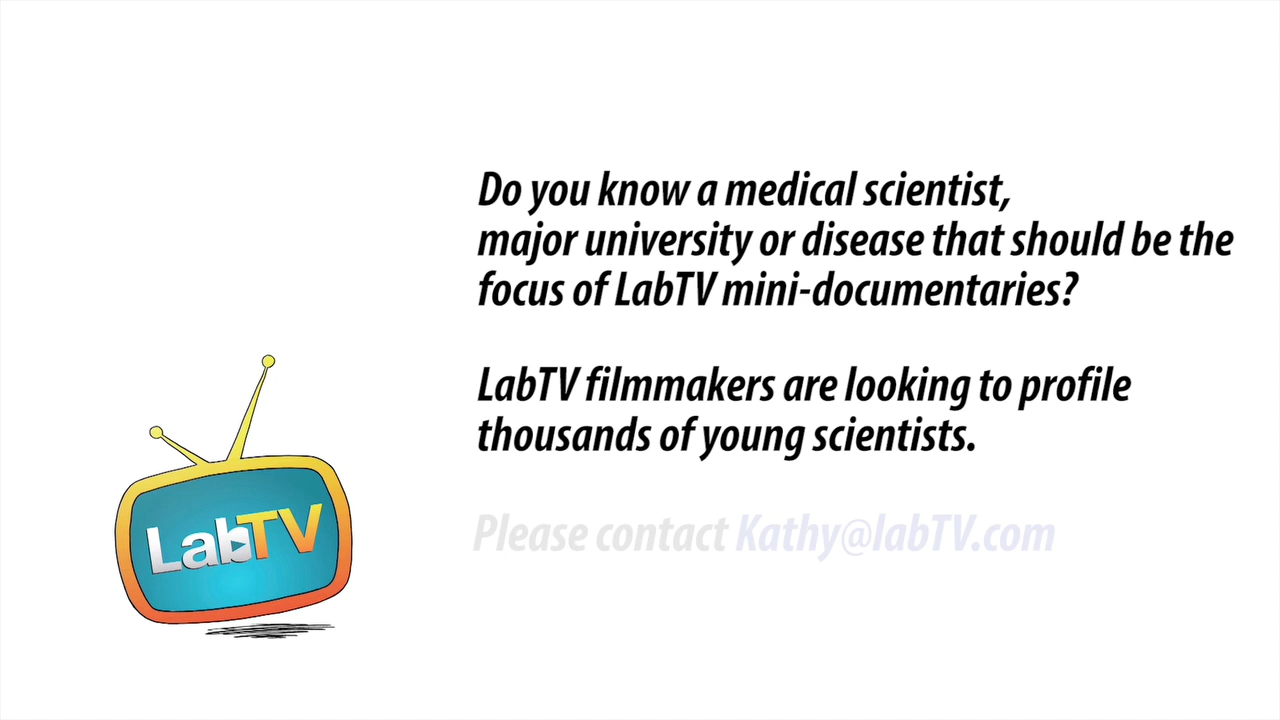 Do you know a medical scientist,
major university or disease that should be the
focus of LabTV mini-documentaries?
LabTV filmmakers are looking to profile
thousands of young scientists.
LabTV
Please contact Kathy@labTV.com